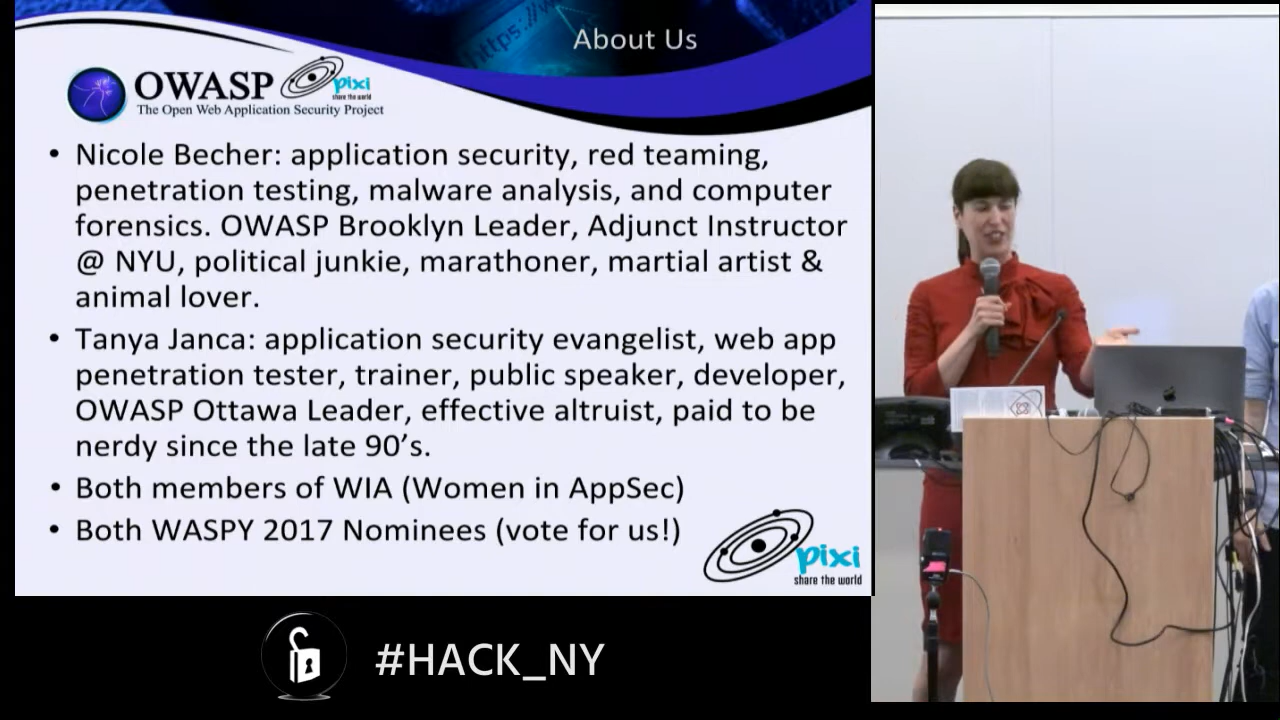 https://w
About Us
OWASP
pixi
share the world
The Open Web Application Security Project
• Nicole Becher: application security, red teaming,
penetration testing, malware analysis, and computer
forensics. OWASP Brooklyn Leader, Adjunct Instructor
@ NYU, political junkie, marathoner, martial artist &
animal lover.
• Tanya Janca: application security evangelist, web app
penetration tester, trainer, public speaker, developer,
OWASP Ottawa Leader, effective altruist, paid to be
nerdy since the late 90’s.
• Both members of WIA (Women in AppSec)
• Both WASPY 2017 Nominees (vote for us!)
pixi
share the world
#HACK_NY